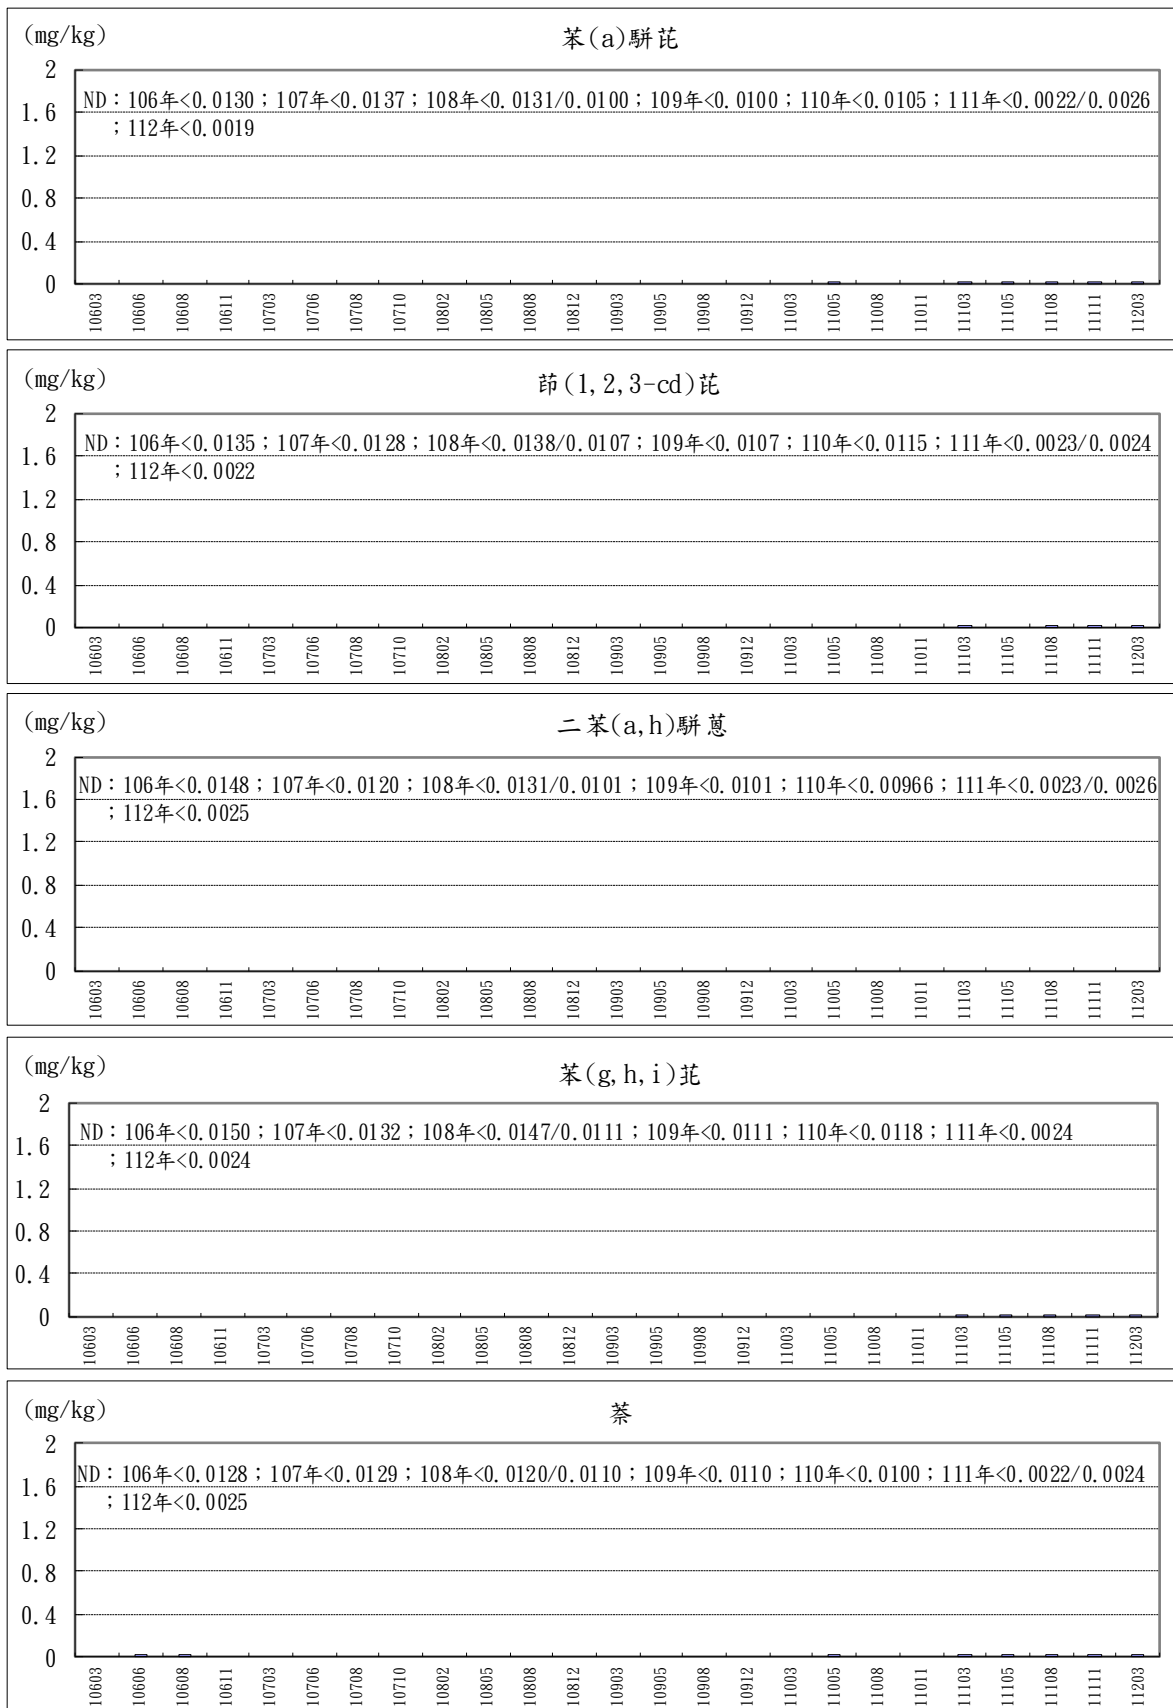 (mg/kg)
苯(a)駢芘
2
ND：106年<0.0130；107年<0.0137；108年<0.0131/0.0100；109年<0.0100；110年<0.0105；111年<0.0022/0.0026
1.6
；112年<0.0019
1.2
0.8
0.4
0
10603 10606 10608 10611 10703 10706 10708 10710 10802 10805 10808 10812 10903 10905 10908 10912 11003 11005 11008 11011 11103 11105 11108 11111 11203
(mg/kg)
茚(1,2,3-cd)芘
2
ND：106年<0.0135；107年<0.0128；108年<0.0138/0.0107；109年<0.0107；110年<0.0115；111年<0.0023/0.0024
1.6
；112年<0.0022
1.2
0.8
0.4
0
10603 10606 10608 10611 10703 10706 10708 10710 10802 10805 10808 10812 10903 10905 10908 10912 11003 11005 11008 11011 11103 11105 11108 11111 11203
(mg/kg)
二苯(a,h)駢蒽
2
ND：106年<0.0148；107年<0.0120；108年<0.0131/0.0101；109年<0.0101；110年<0.00966；111年<0.0023/0.0026
1.6
；112年<0.0025
1.2
0.8
0.4
0
10603 10606 10608 10611 10703 10706 10708 10710 10802 10805 10808 10812 10903 10905 10908 10912 11003 11005 11008 11011 11103 11105 11108 11111 11203
(mg/kg)
苯(g,h,i)苝
2
ND：106年<0.0150；107年<0.0132；108年<0.0147/0.0111；109年<0.0111；110年<0.0118；111年<0.0024
1.6
；112年<0.0024
1.2
0.8
0.4
0
10603 10606 10608 10611 10703 10706 10708 10710 10802 10805 10808 10812 10903 10905 10908 10912 11003 11005 11008 11011 11103 11105 11108 11111 11203
(mg/kg)
萘
2
ND：106年<0.0128；107年<0.0129；108年<0.0120/0.0110；109年<0.0110；110年<0.0100；111年<0.0022/0.0024
1.6
；112年<0.0025
1.2
0.8
0.4
0
10603 10606 10608 10611 10703 10706 10708 10710 10802 10805 10808 10812 10903 10905 10908 10912 11003 11005 11008 11011 11103 11105 11108 11111 11203